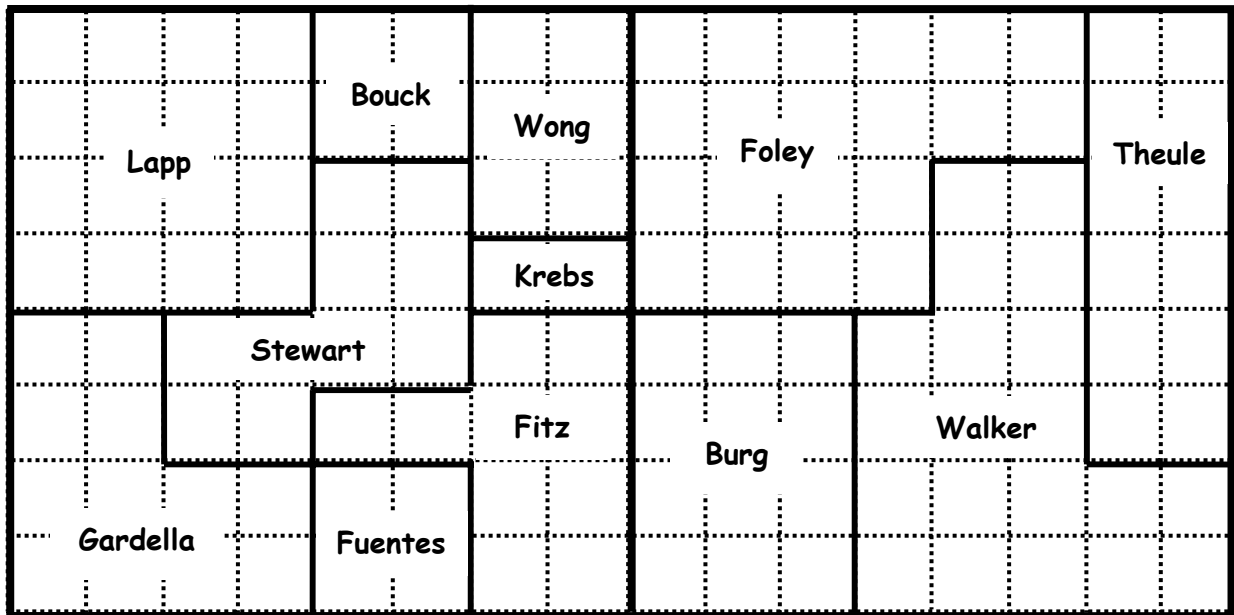 Bouck
Wong
Lapp
Foley
Theule
Krebs
Stewart
Fitz
Walker
Burg
Gardella
Fuentes